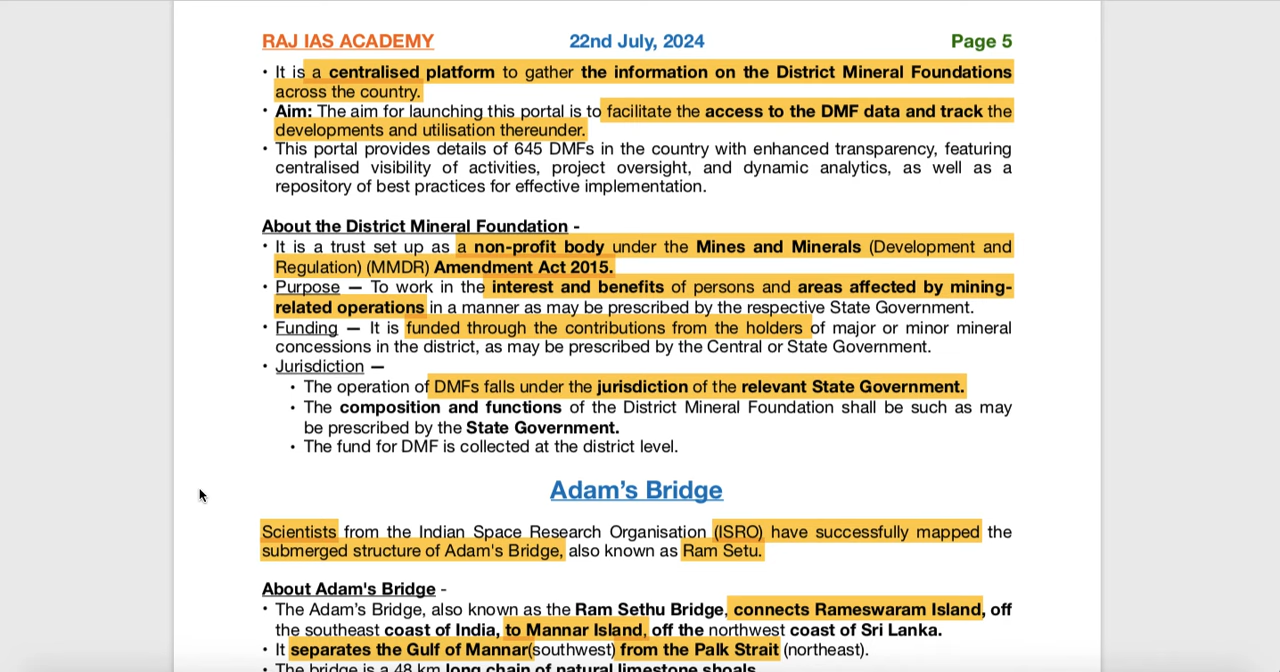 RAJ IAS ACADEMY 22nd July, 2024 Page 5
• It is a centralised platform to gather the information on the District Mineral Foundations
across the country.
• Aim: The aim for launching this portal is to facilitate the access to the DMF data and track the
developments and utilisation thereunder.
• This portal provides details of 645 DMFs in the country with enhanced transparency, featuring
centralised visibility of activities, project oversight, and dynamic analytics, as well as a
repository of best practices for effective implementation.
About the District Mineral Foundation -
• It is a trust set up as a non-profit body under the Mines and Minerals (Development and
Regulation) (MMDR) Amendment Act 2015.
• Purpose — To work in the interest and benefits of persons and areas affected by mining-
related operations in a manner as may be prescribed by the respective State Government.
• Funding — It is funded through the contributions from the holders of major or minor mineral
concessions in the district, as may be prescribed by the Central or State Government.
• Jurisdiction —
• The operation of DMFs falls under the jurisdiction of the relevant State Government.
• The composition and functions of the District Mineral Foundation shall be such as may
be prescribed by the State Government.
• The fund for DMF is collected at the district level.
Adam's Bridge
Scientists from the Indian Space Research Organisation (ISRO) have successfully mapped the
submerged structure of Adam's Bridge, also known as Ram Setu.
About Adam's Bridge -
• The Adam's Bridge, also known as the Ram Sethu Bridge, connects Rameswaram Island, off
the southeast coast of India, to Mannar Island, off the northwest coast of Sri Lanka.
• It separates the Gulf of Mannar(southwest) from the Palk Strait (northeast).
• The bridge is a 48 km long chain of natural limestone shoals